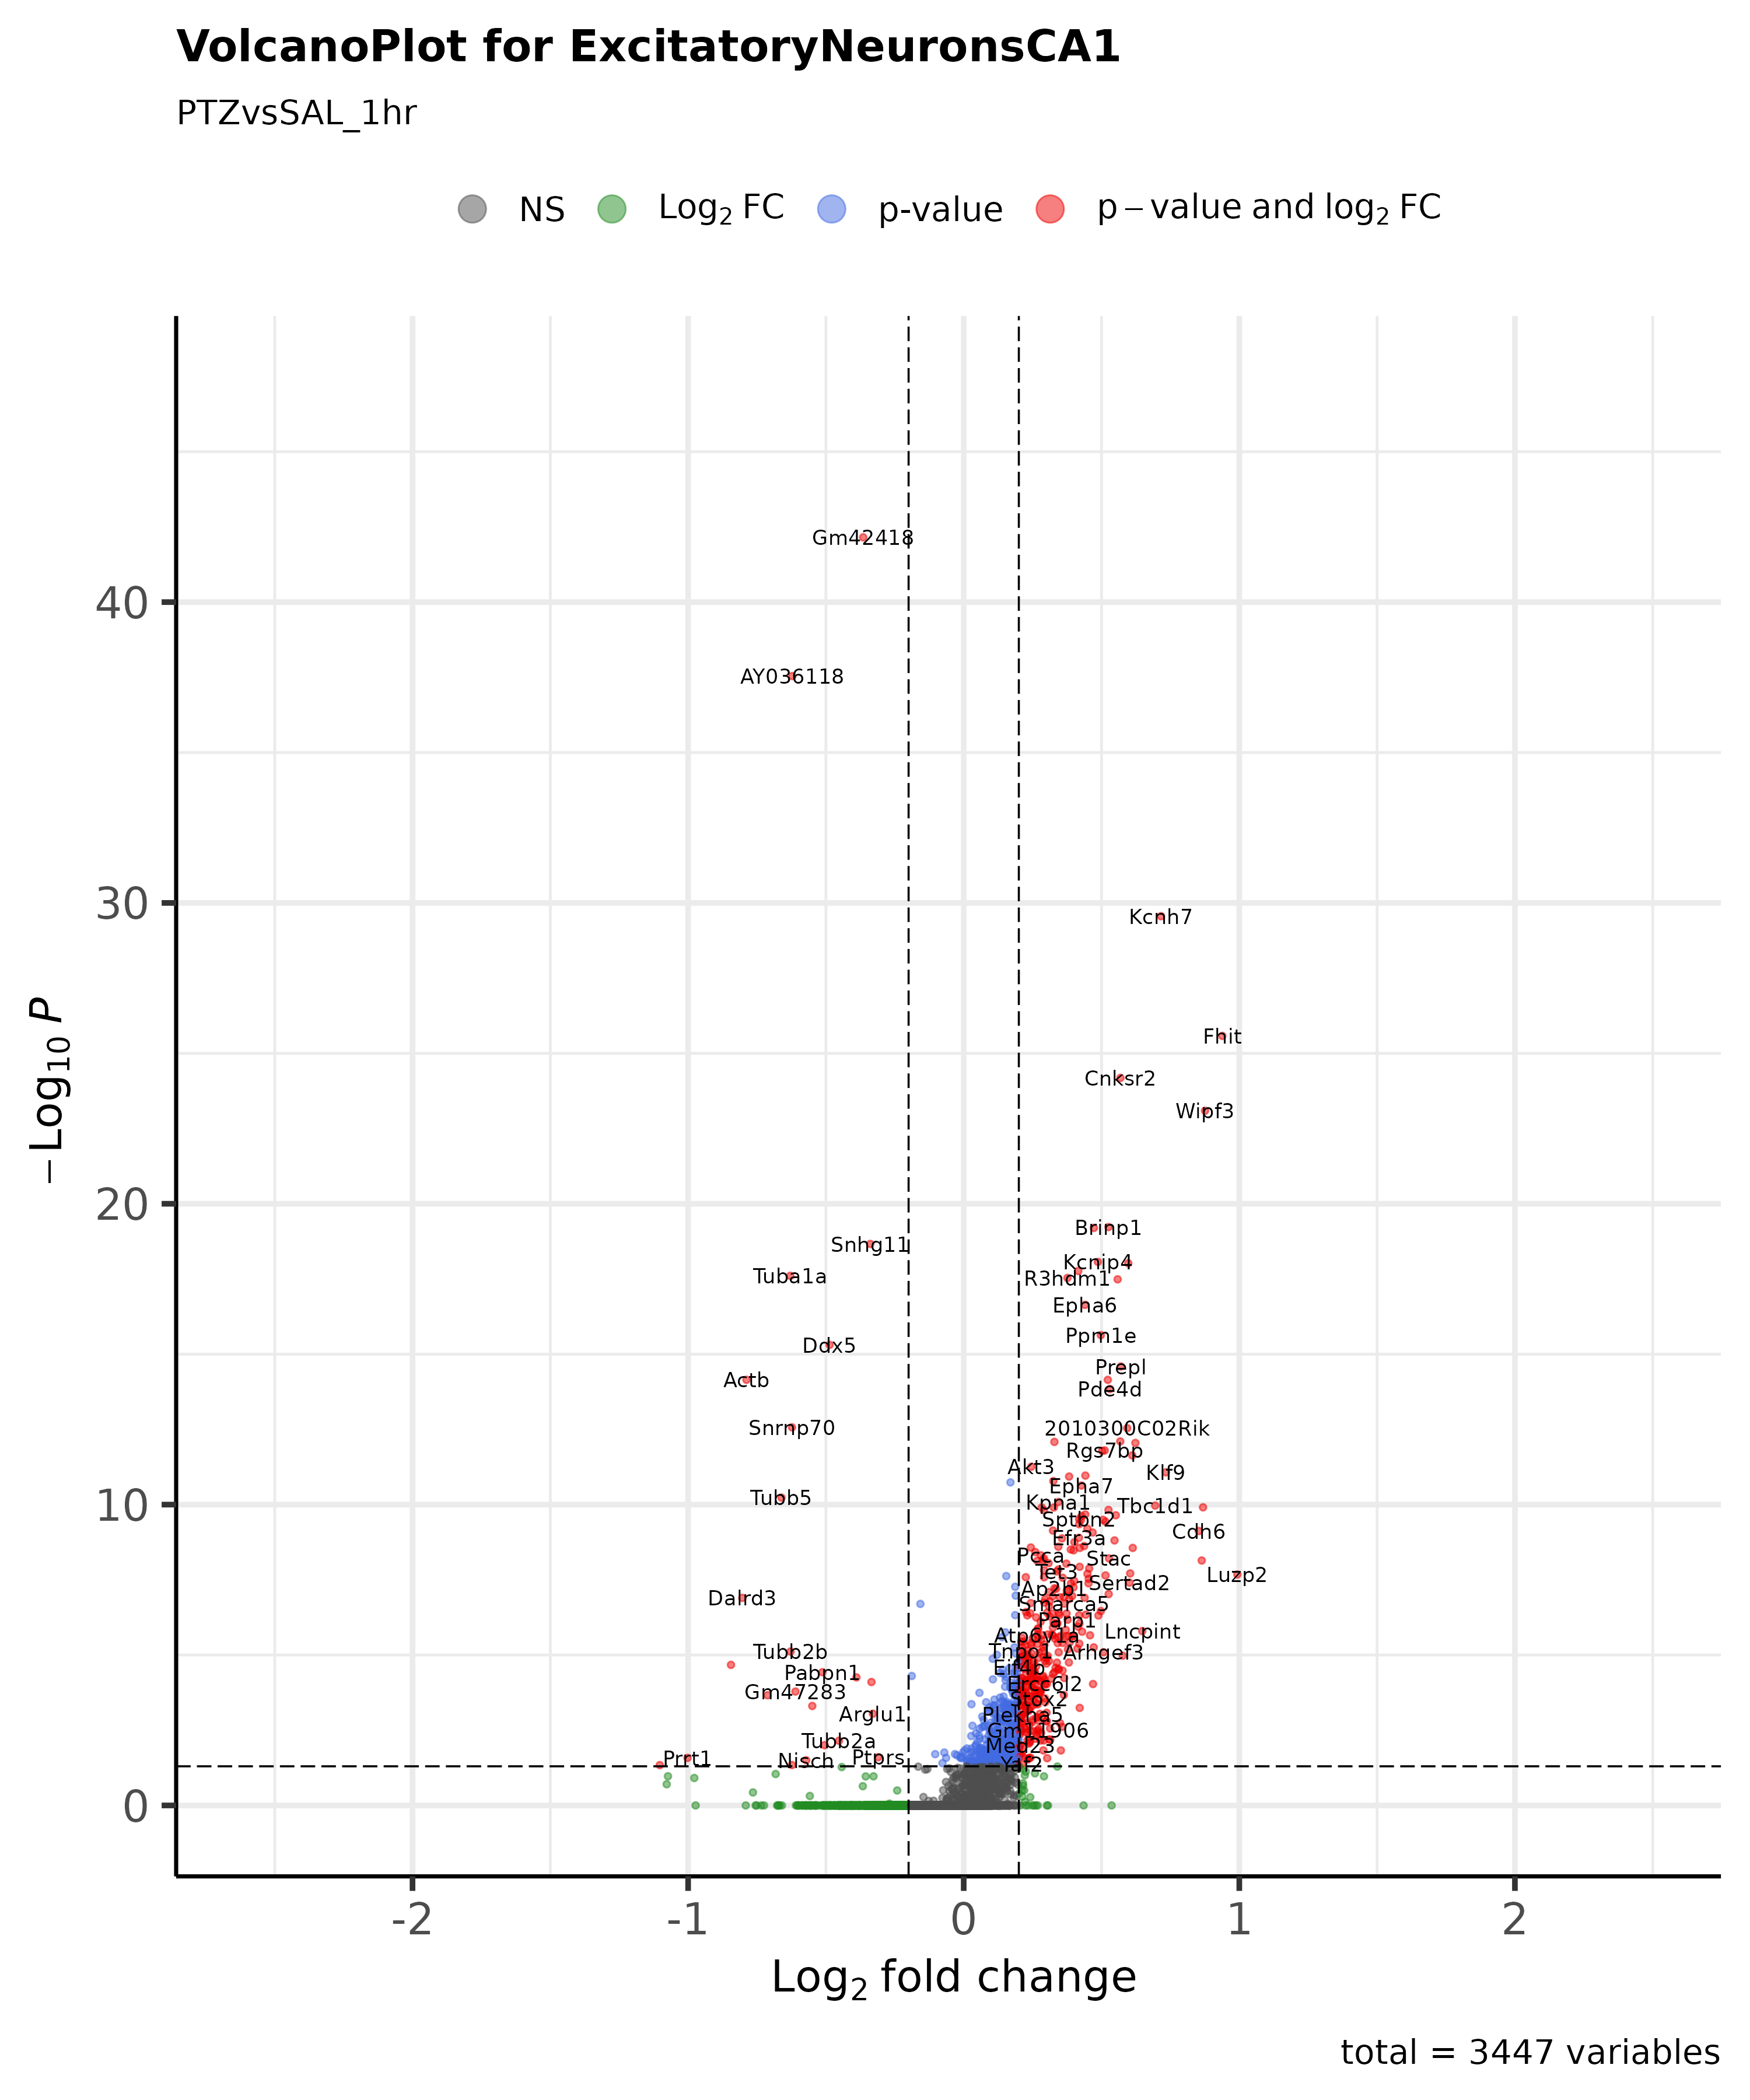 VolcanoPlot for ExcitatoryNeuronsCA1
PTZvsSAL_1hr
NS Log₂ FC p-value p – value and log₂ FC
Gm42418
40
AY036118
30
Kcnh7
Fhit
Cnksr2
Wipf3
−Log₁₀ P
20
Brinp1
Snhg11
Kcnip4
Tuba1a
R3hdm1
Epha6
Ppm1e
Ddx5
Prepl
Actb
Pde4d
Snrnp70
2010300C02Rik
Rgs7bp
Akt3
Klf9
Epha7
Tubb5
10
Kpna1
Tbc1d1
Sptbn2
Cdh6
Efr3a
Pcca
Stac
Tet3
Luzp2
Sertad2
Ap2b1
Dalrd3
Smarca5
Parp1
Lncpint
Atp6v1a
Tubb2b
Tnpo1
Arhgef3
Eif4b
Pabpn1
Ercc6l2
Gm47283
Stox2
Arglu1
Plekha5
Gm11906
Tubb2a
Med23
Prrt1
Nisch
Ptprs
Yaf2
0
-2 -1 0 1 2
Log₂ fold change
total = 3447 variables